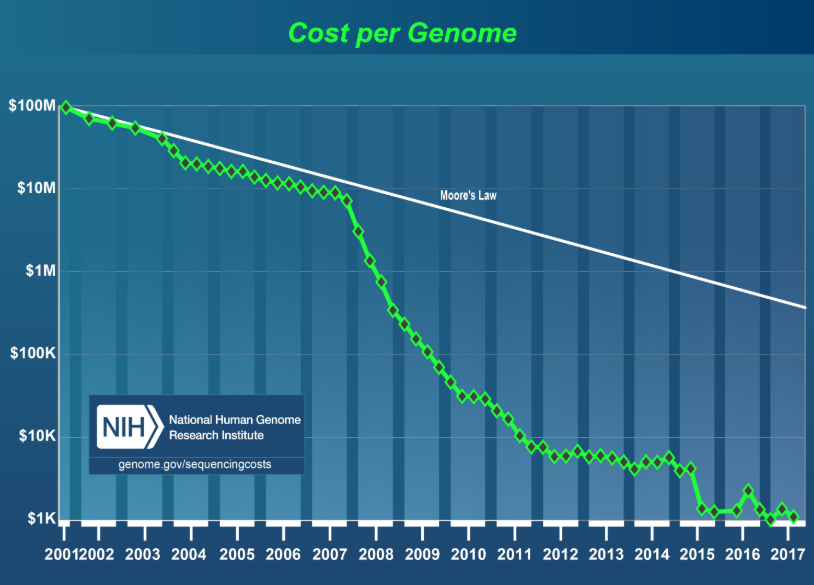 Cost per Genome
$100M
$10M
$1M
$100K
$10K
$1K
Moore's Law
NIH
National Human Genome
Research Institute
genome.gov/sequencingcosts
2001 2002 2003 2004 2005 2006 2007 2008 2009 2010 2011 2012 2013 2014 2015 2016 2017